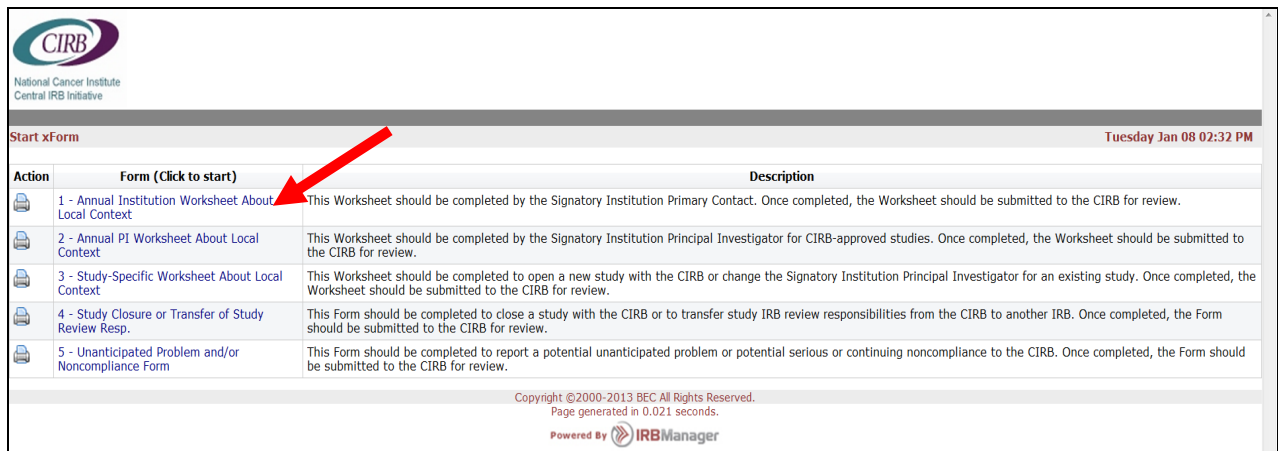 CIRB
National Cancer Institute
Central IRB Initiative
Start xForm
Tuesday Jan 08 02:32 PM
Action
Form (Click to start)
Description
1 - Annual Institution Worksheet About
Local Context
This Worksheet should be completed by the Signatory Institution Primary Contact. Once completed, the Worksheet should be submitted to the CIRB for review.
2 - Annual PI Worksheet About Local
Context
This Worksheet should be completed by the Signatory Institution Principal Investigator for CIRB-approved studies. Once completed, the Worksheet should be submitted to
the CIRB for review.
3 - Study-Specific Worksheet About Local
Context
This Worksheet should be completed to open a new study with the CIRB or change the Signatory Institution Principal Investigator for an existing study. Once completed, the
Worksheet should be submitted to the CIRB for review.
4 - Study Closure or Transfer of Study
Review Resp.
This Form should be completed to close a study with the CIRB or to transfer study IRB review responsibilities from the CIRB to another IRB. Once completed, the Form
should be submitted to the CIRB for review.
5 - Unanticipated Problem and/or
Noncompliance Form
This Form should be completed to report a potential unanticipated problem or potential serious or continuing noncompliance to the CIRB. Once completed, the Form should
be submitted to the CIRB for review.
Copyright ©2000-2013 BEC All Rights Reserved.
Page generated in 0.021 seconds.
Powered By IRBManager